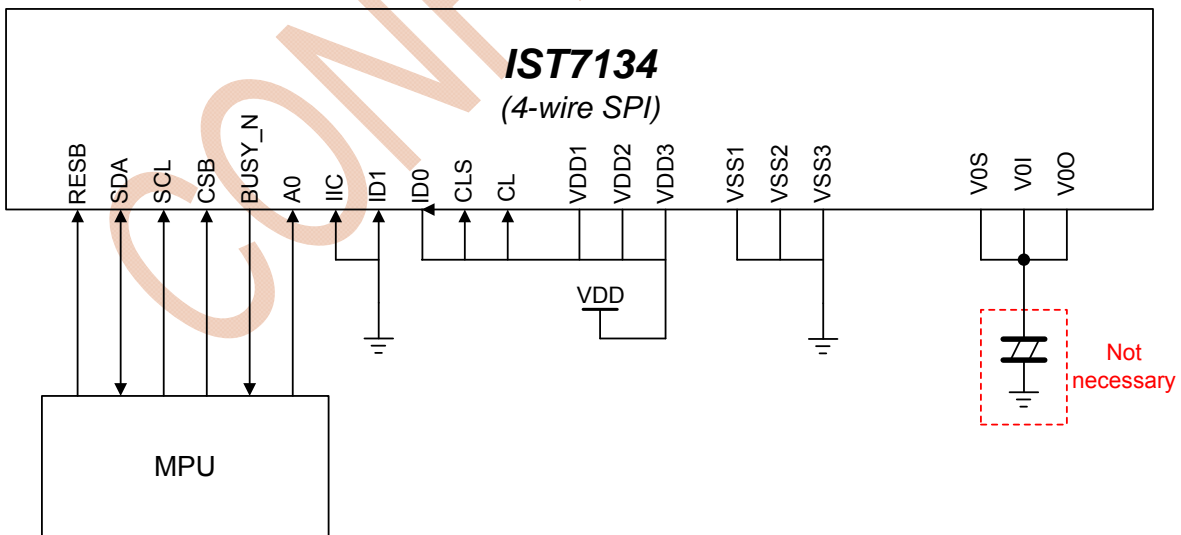 IST7134
(4-wire SPI)
RESB
SDA
SCL
CSB
BUSY_N
A0
IIC
ID1
ID0
CLS
CL
VDD1
VDD2
VDD3
VSS1
VSS2
VSS3
V0S
V0I
V0O
VDD
Not
necessary
MPU